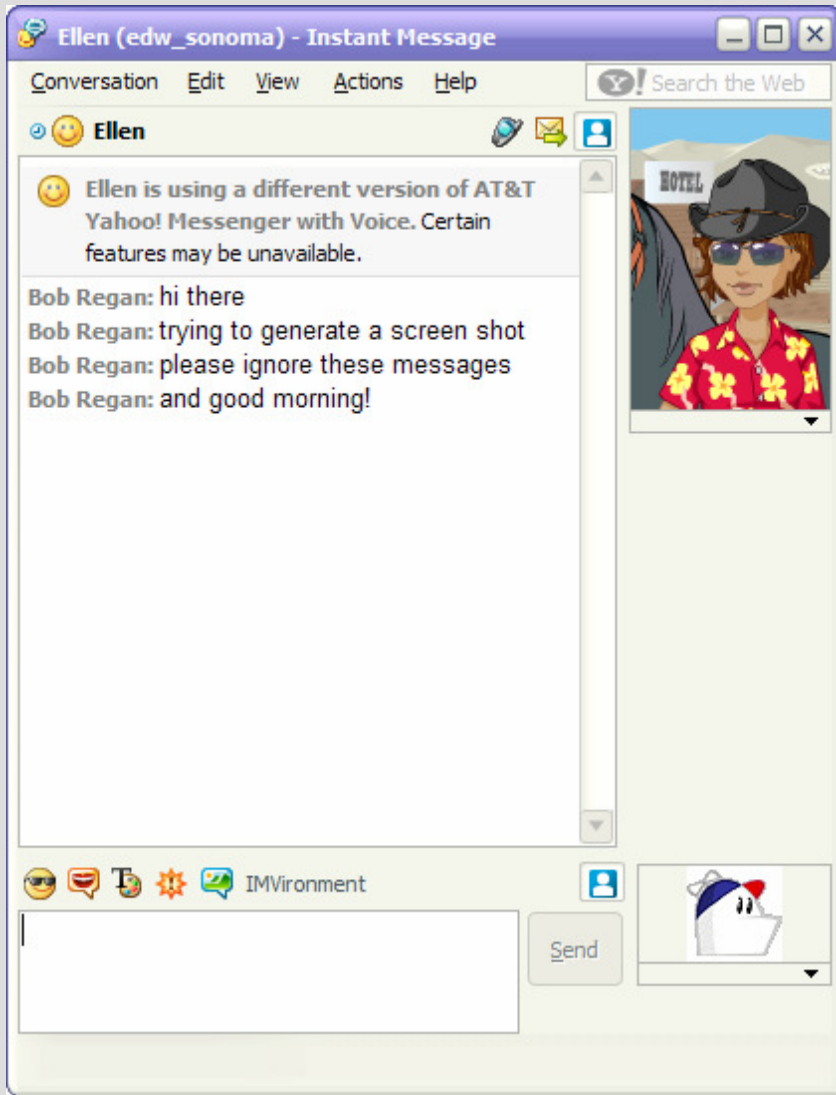 Ellen (edw_sonoma) - Instant Message
Conversation Edit View Actions Help
Y! Search the Web
Ellen
Ellen is using a different version of AT&T
Yahoo! Messenger with Voice. Certain
features may be unavailable.
HOTEL
Bob Regan: hi there
Bob Regan: trying to generate a screen shot
Bob Regan: please ignore these messages
Bob Regan: and good morning!
IMVironment
Send